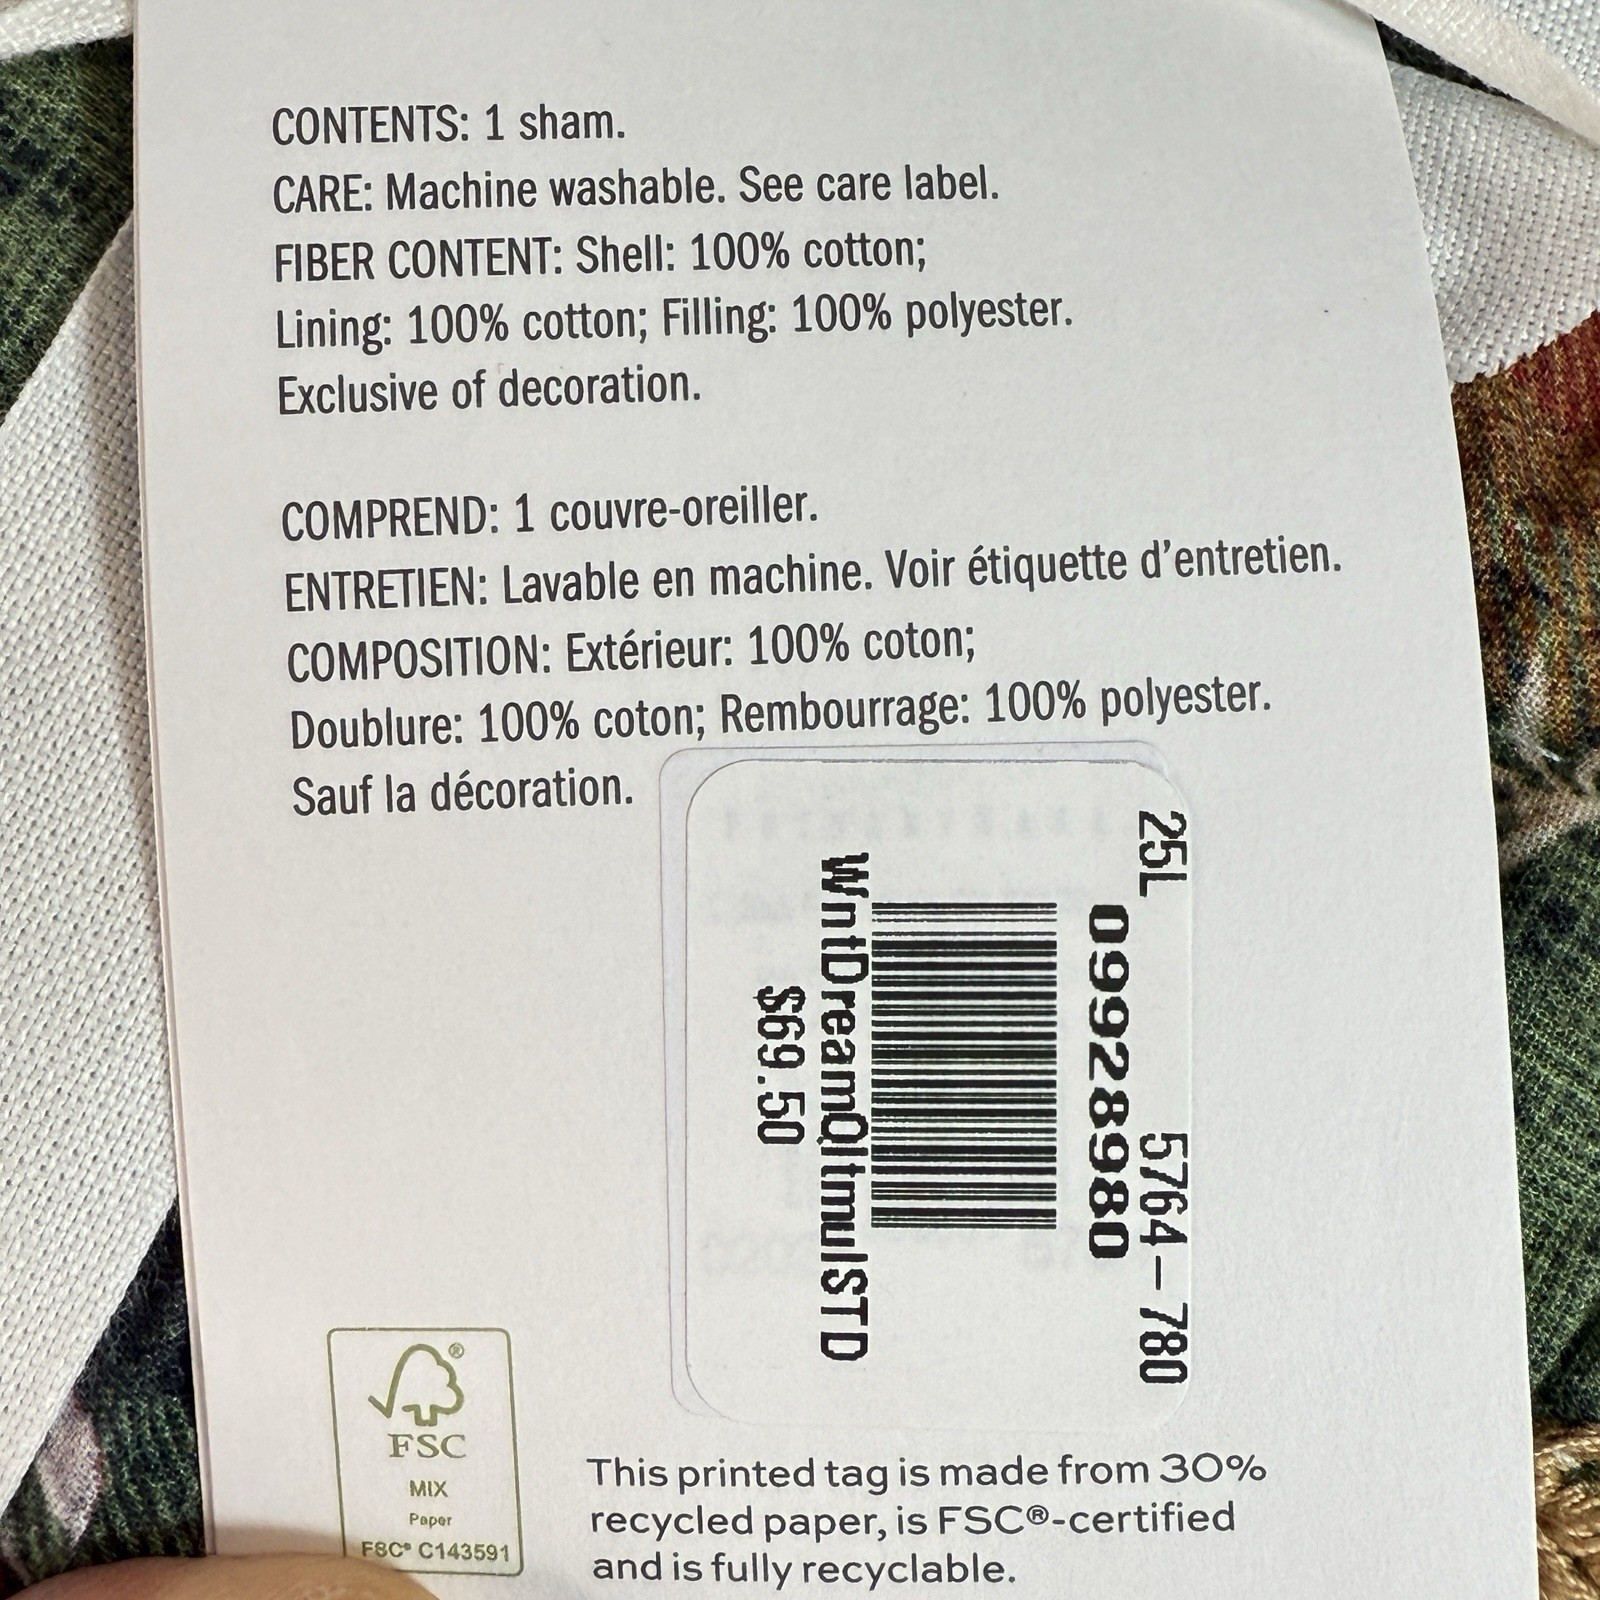 CONTENTS: 1 sham.
CARE: Machine washable. See care label.
FIBER CONTENT: Shell: 100% cotton;
Lining: 100% cotton; Filling: 100% polyester.
Exclusive of decoration.
COMPREND: 1 couvre-oreiller.
ENTRETIEN: Lavable en machine. Voir étiquette d'entretien.
COMPOSITION: Extérieur: 100% coton;
Doublure: 100% coton; Rembourrage: 100% polyester.
Sauf la décoration.
25L 5764-780
09928980
WntDreamQltmulSTD
$69.50
FSC®
MIX
Paper
FSC® C143591
This printed tag is made from 30%
recycled paper, is FSC®-certified
and is fully recyclable.